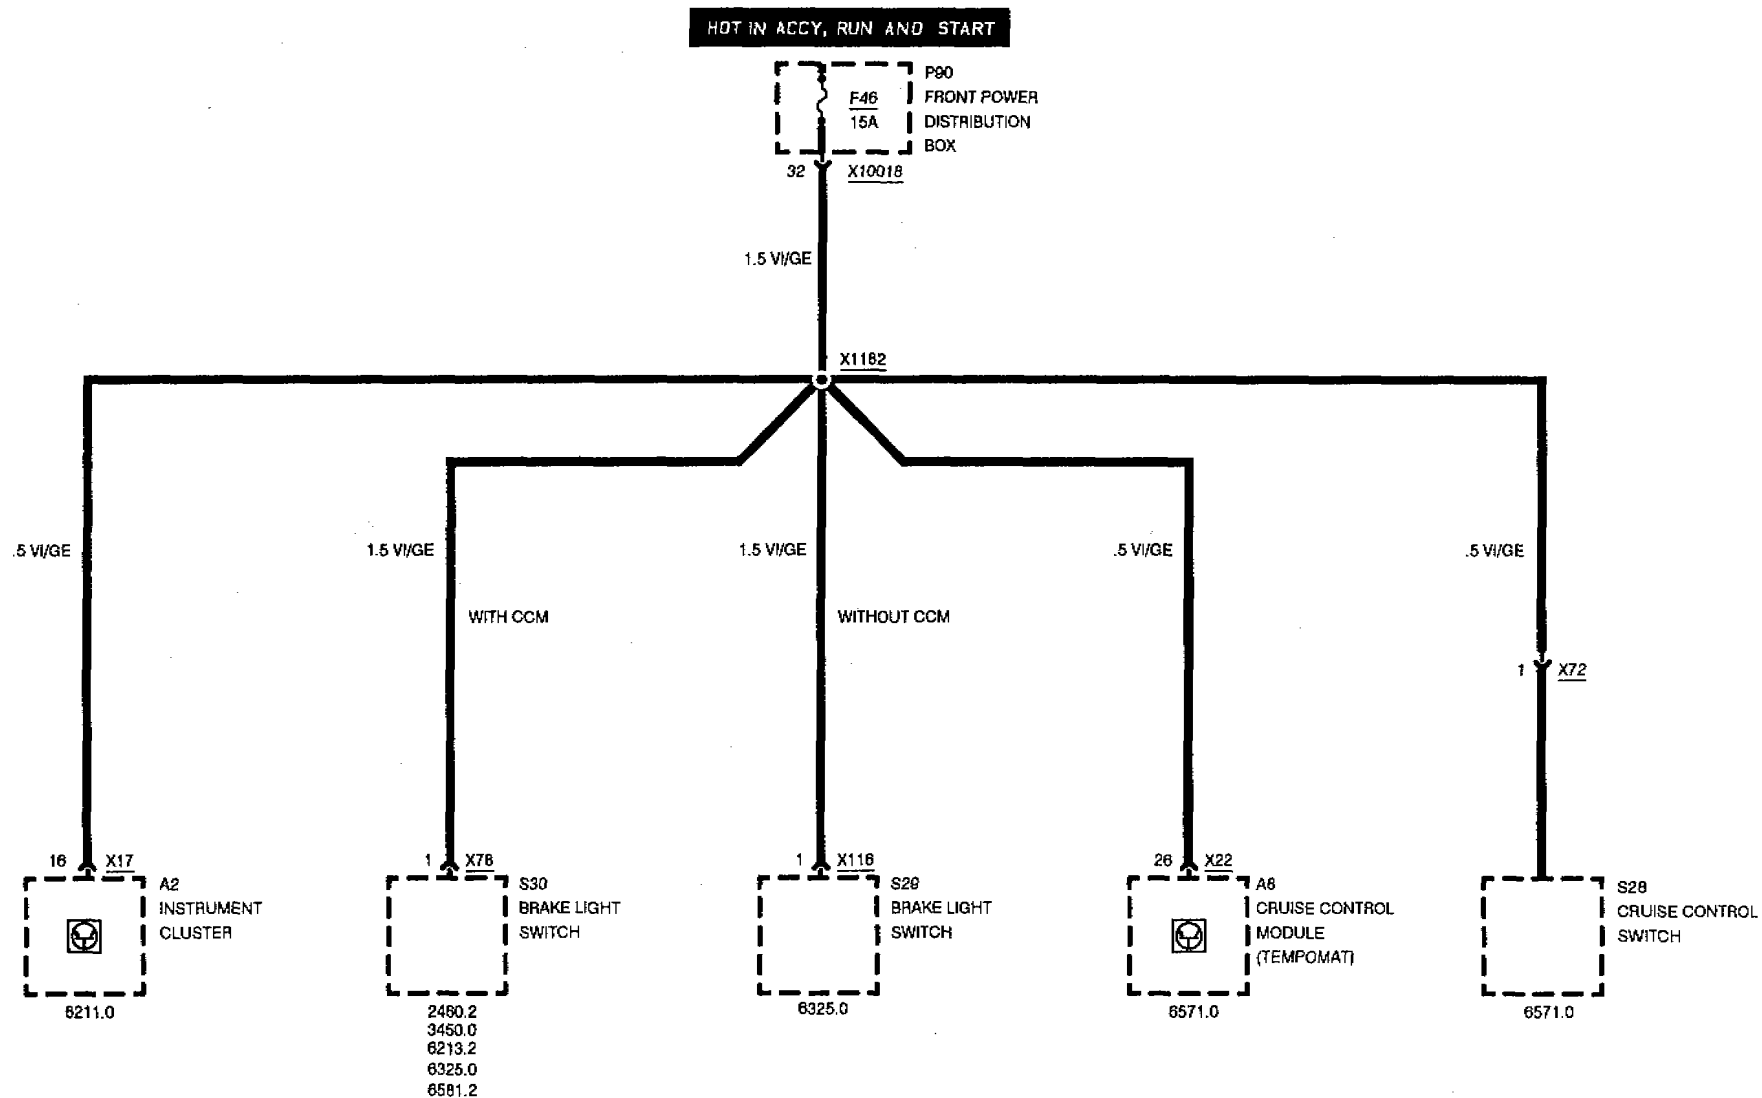 HOT IN ACCY, RUN AND START
P90
FRONT POWER
DISTRIBUTION
BOX
F46
15A
32 X10018
1.5 VI/GE
X1182
.5 VI/GE
1.5 VI/GE
1.5 VI/GE
.5 VI/GE
.5 VI/GE
WITH CCM
WITHOUT CCM
1 X72
16 X17
A2
INSTRUMENT
CLUSTER
6211.0
1 X76
S30
BRAKE LIGHT
SWITCH
2460.2
3450.0
6213.2
6325.0
6581.2
1 X116
S29
BRAKE LIGHT
SWITCH
6325.0
26 X22
A6
CRUISE CONTROL
MODULE
(TEMPOMAT)
6571.0
S28
CRUISE CONTROL
SWITCH
6571.0